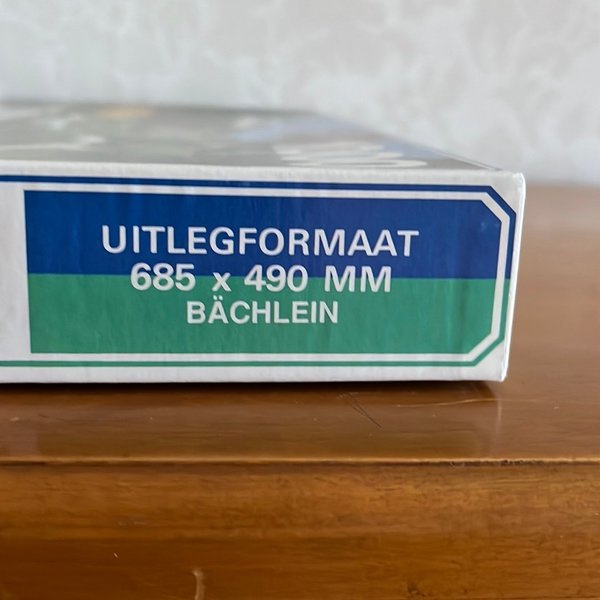 UITLEGFORMAAT
685 x 490 MM
BÄCHLEIN